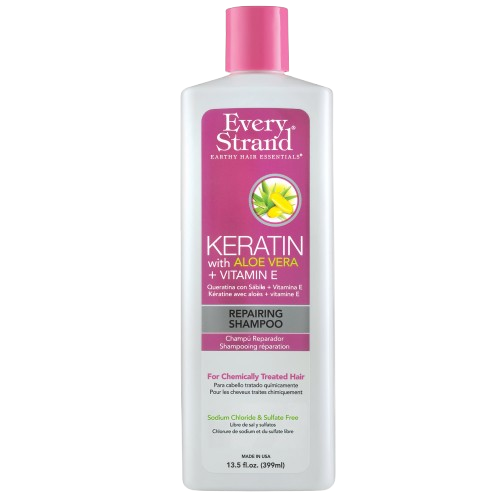 Every
Strand®
EARTHY HAIR ESSENTIALS®
KERATIN
with ALOE VERA
+ VITAMIN E
Queratina con Sábila + Vitamina E
Kératine avec aloès + vitamine E
REPAIRING
SHAMPOO
Champú Reparador
Shampooing réparation
For Chemically Treated Hair
Para cabello tratado quimicamente
Pour les cheveux traites chimiquement
Sodium Chloride & Sulfate Free
Libre de sal y sulfatos
Chlorure de sodium et du sulfate libre
MADE IN USA
13.5 fl.oz. (399ml)